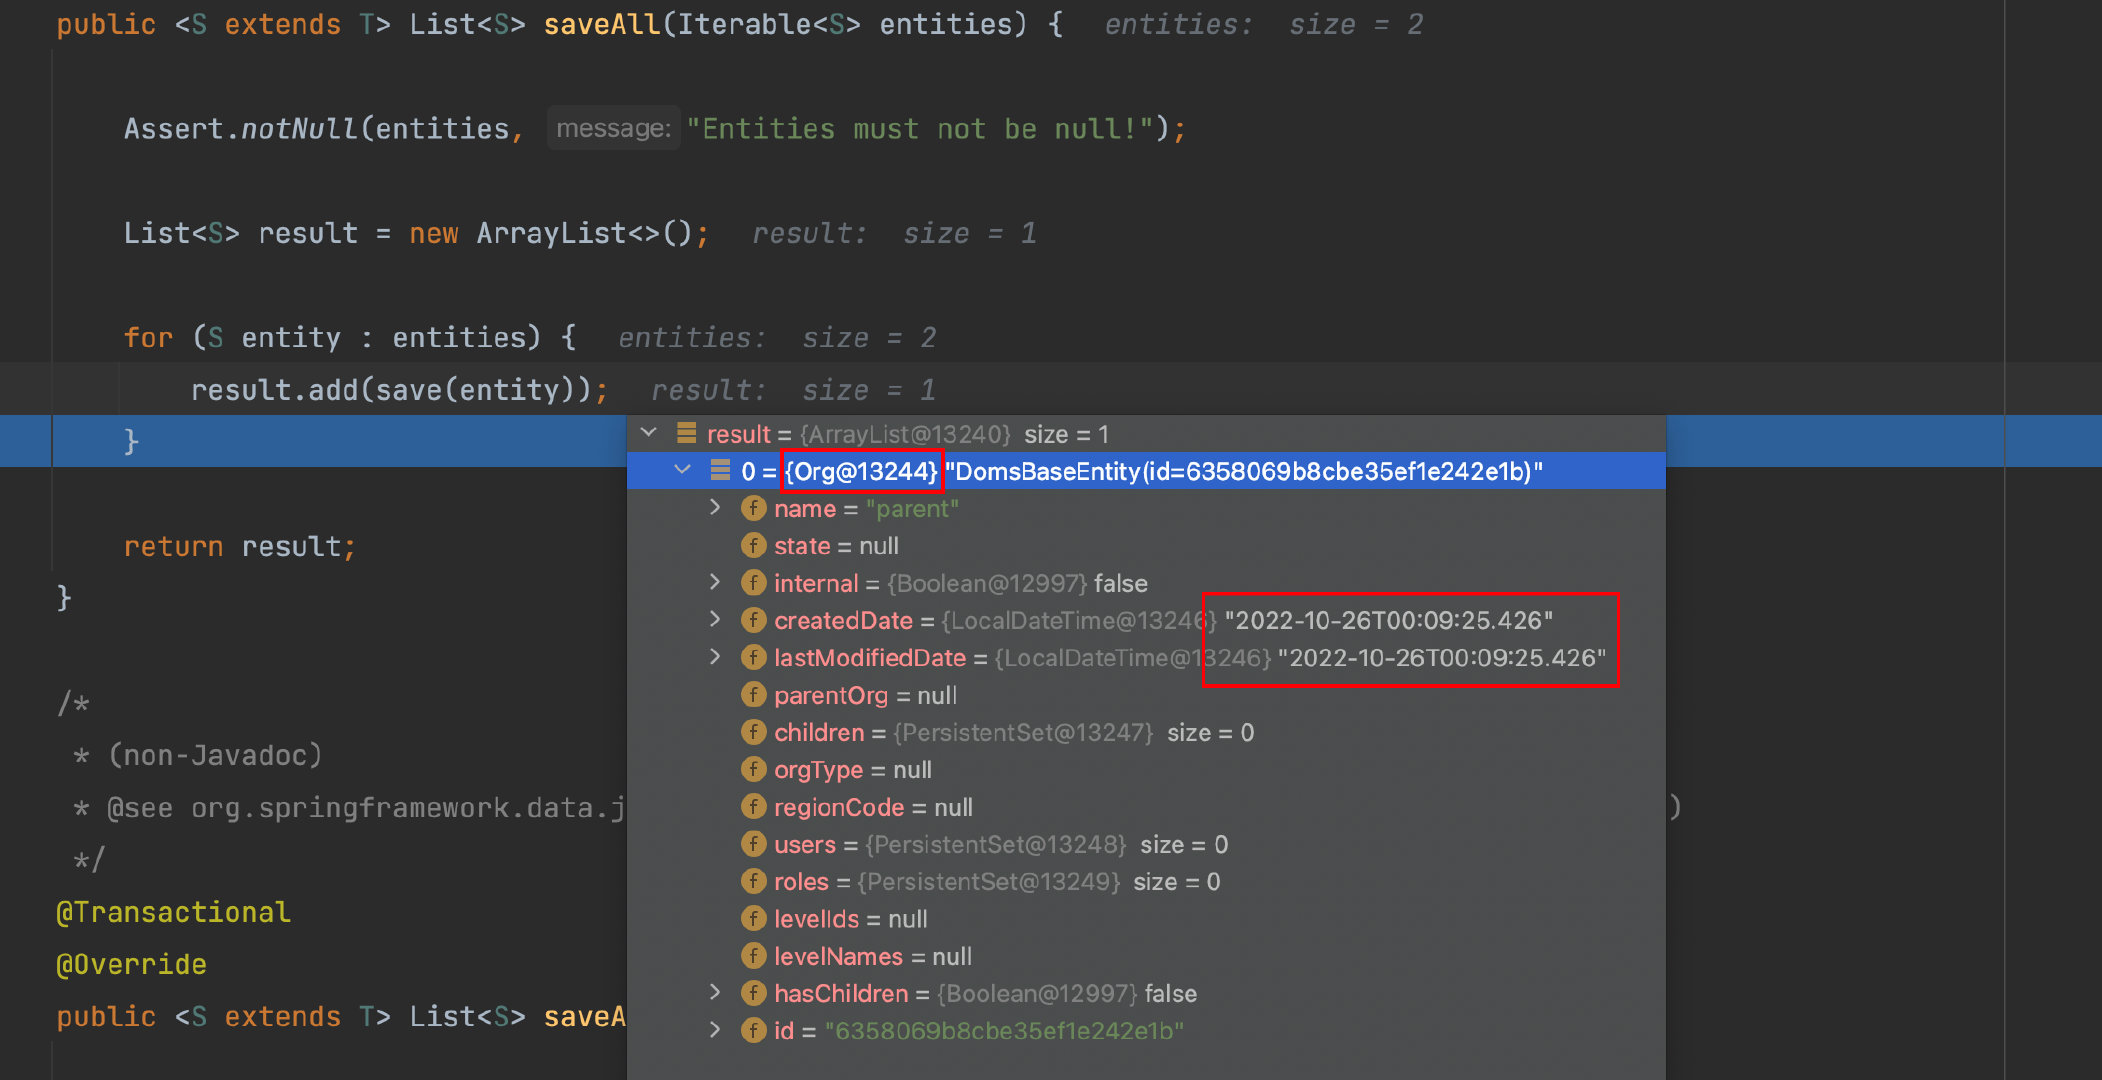 public <S extends T> List<S> saveAll(Iterable<S> entities) { entities: size = 2
Assert.notNull(entities, message: "Entities must not be null!");
List<S> result = new ArrayList<>(); result: size = 1
for (S entity : entities) { entities: size = 2
result.add(save(entity)); result: size = 1
}
result = {ArrayList@13240} size = 1
0 = {Org@13244} "DomsBaseEntity(id=6358069b8cbe35ef1e242e1b)"
name = "parent"
state = null
return result;
internal = {Boolean@12997} false
}
createdDate = {LocalDateTime@13246} "2022-10-26T00:09:25.426"
lastModifiedDate = {LocalDateTime@13246} "2022-10-26T00:09:25.426"
parentOrg = null
/*
children = {PersistentSet@13247} size = 0
* (non-Javadoc)
orgType = null
regionCode = null
* @see org.springframework.data.j )
users = {PersistentSet@13248} size = 0
*/
roles = {PersistentSet@13249} size = 0
levelIds = null
@Transactional
levelNames = null
@Override
hasChildren = {Boolean@12997} false
public <S extends T> List<S> saveA
id = "6358069b8cbe35ef1e242e1b"